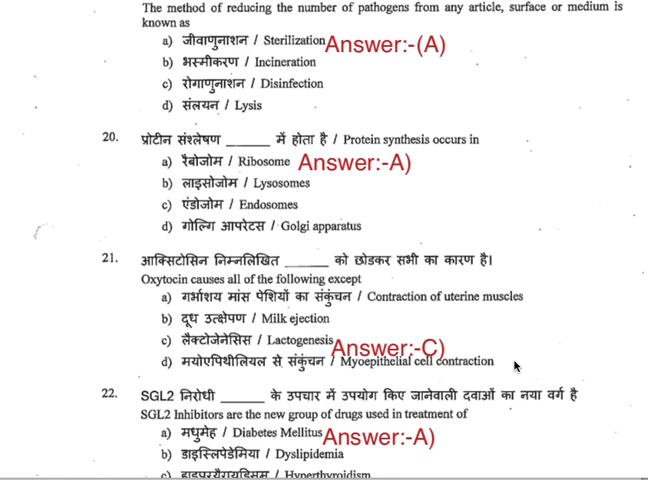 The method of reducing the number of pathogens from any article, surface or medium is
known as
a) जीवाणुनाशन / Sterilization Answer:-(A)
b) भस्मीकरण / Incineration
c) रोगाणुनाशन / Disinfection
d) संलयन / Lysis
20. प्रोटीन संश्लेषण ______ में होता है / Protein synthesis occurs in
a) रैबोजोम / Ribosome Answer:-A)
b) लाइसोजोम / Lysosomes
c) एंडोजोम / Endosomes
d) गोल्गि आपरेटस / Golgi apparatus
21. आक्सिटोसिन निम्नलिखित ______ को छोडकर सभी का कारण है।
Oxytocin causes all of the following except
a) गर्भाशय मांस पेशियों का संकुंचन / Contraction of uterine muscles
b) दूध उत्क्षेपण / Milk ejection
c) लैक्टोजेनेसिस / Lactogenesis Answer:-C)
d) मयोएपिथीलियल से संकुंचन / Myoepithelial cell contraction
22. SGL2 निरोधी ______ के उपचार में उपयोग किए जानेवाली दवाओं का नया वर्ग है
SGL2 Inhibitors are the new group of drugs used in treatment of
a) मधुमेह / Diabetes Mellitus Answer:-A)
b) डाइस्लिपेडेमिया / Dyslipidemia
c) / Hyperthyroidism